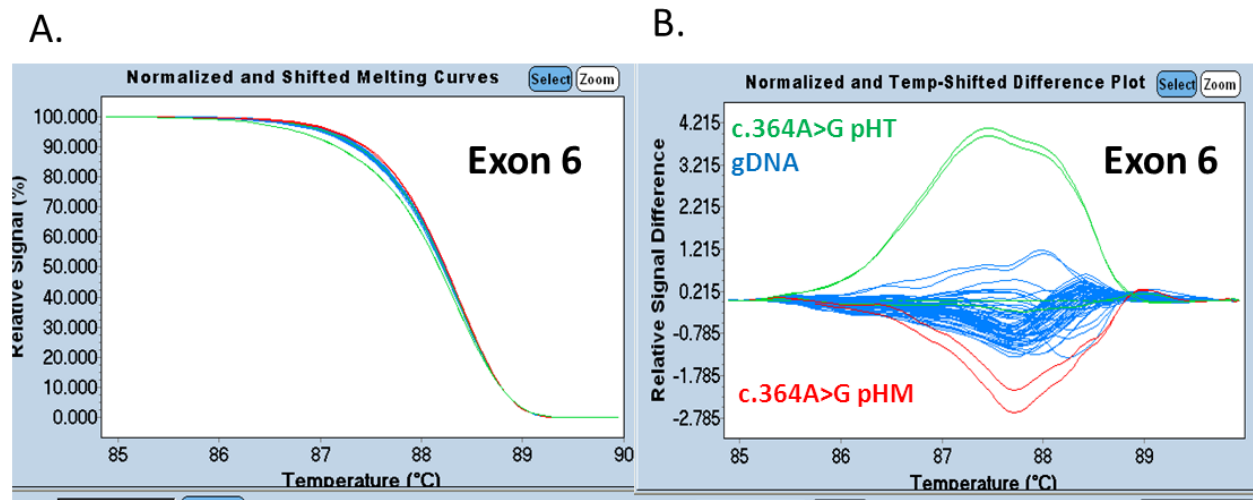 A.
Normalized and Shifted Melting Curves Select Zoom
100.000
90.000
80.000
70.000
60.000
50.000
40.000
30.000
20.000
10.000
0.000
Relative Signal (%)
Exon 6
85 86 87 88 89 90
Temperature (°C)
B.
Normalized and Temp-Shifted Difference Plot Select Zoom
4.215
3.215
2.215
1.215
0.215
-0.785
-1.785
-2.785
Relative Signal Difference
c.364A>G pHT
gDNA
Exon 6
c.364A>G pHM
85 86 87 88 89
Temperature (°C)